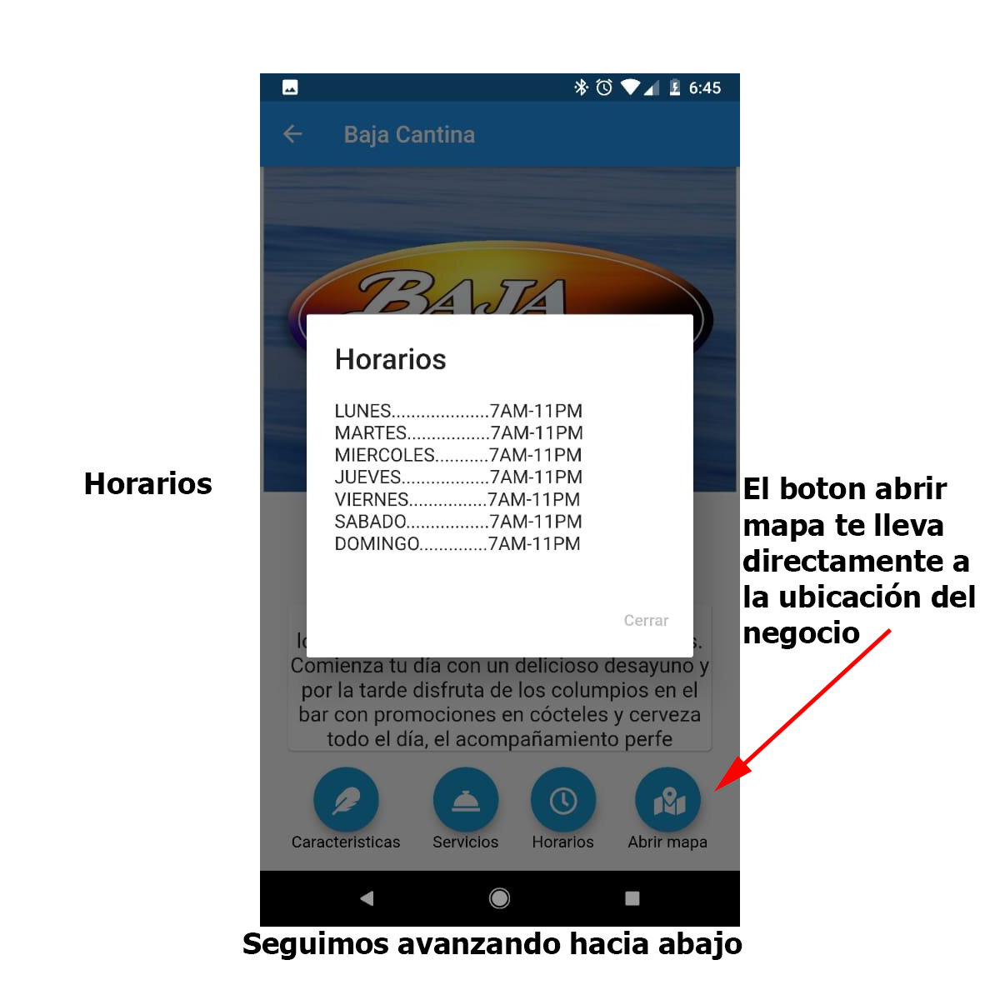 6:45
Baja Cantina
BAJA
Horarios
LUNES....................7AM-11PM
MARTES.................7AM-11PM
MIERCOLES...........7AM-11PM
JUEVES..................7AM-11PM
VIERNES................7AM-11PM
SABADO.................7AM-11PM
DOMINGO..............7AM-11PM
Cerrar
Comienza tu día con un delicioso desayuno y
por la tarde disfruta de los columpios en el
bar con promociones en cócteles y cerveza
todo el día, el acompañamiento perfe
Caracteristicas
Servicios
Horarios
Abrir mapa
Horarios
El boton abrir
mapa te lleva
directamente a
la ubicación del
negocio
Seguimos avanzando hacia abajo